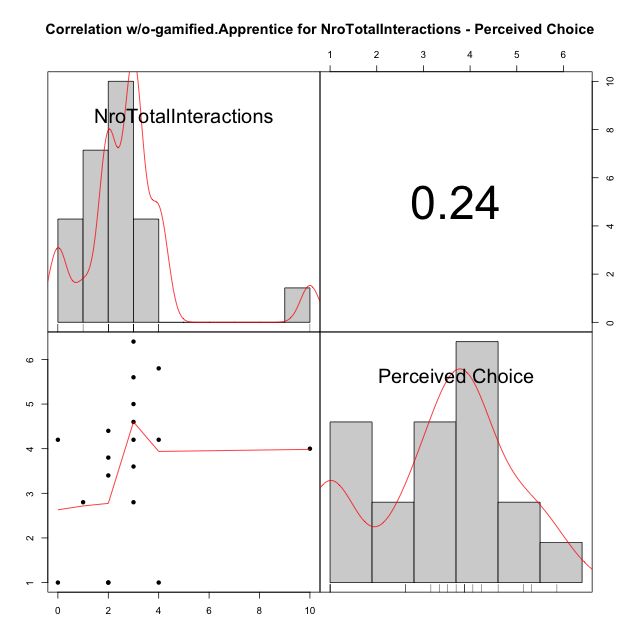 Correlation w/o-gamified.Apprentice for NroTotalInteractions - Perceived Choice
1 2 3 4 5 6
NroTotalInteractions
0.24
10
8
6
4
2
0
6
5
4
3
2
1
Perceived Choice
0 2 4 6 8 10